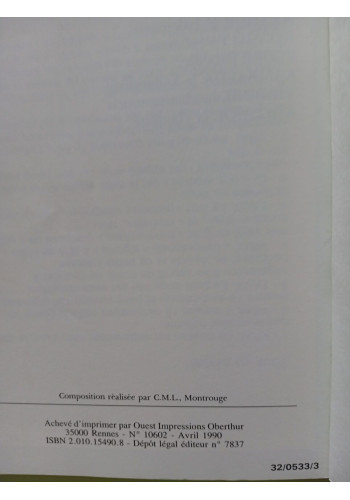 Composition réalisée par C.M.L., Montrouge
Achevé d'imprimer par Ouest Impressions Oberthur
35000 Rennes - N° 10602 - Avril 1990
ISBN 2.010.15490.8 - Dépôt légal éditeur n° 7837
32/0533/3